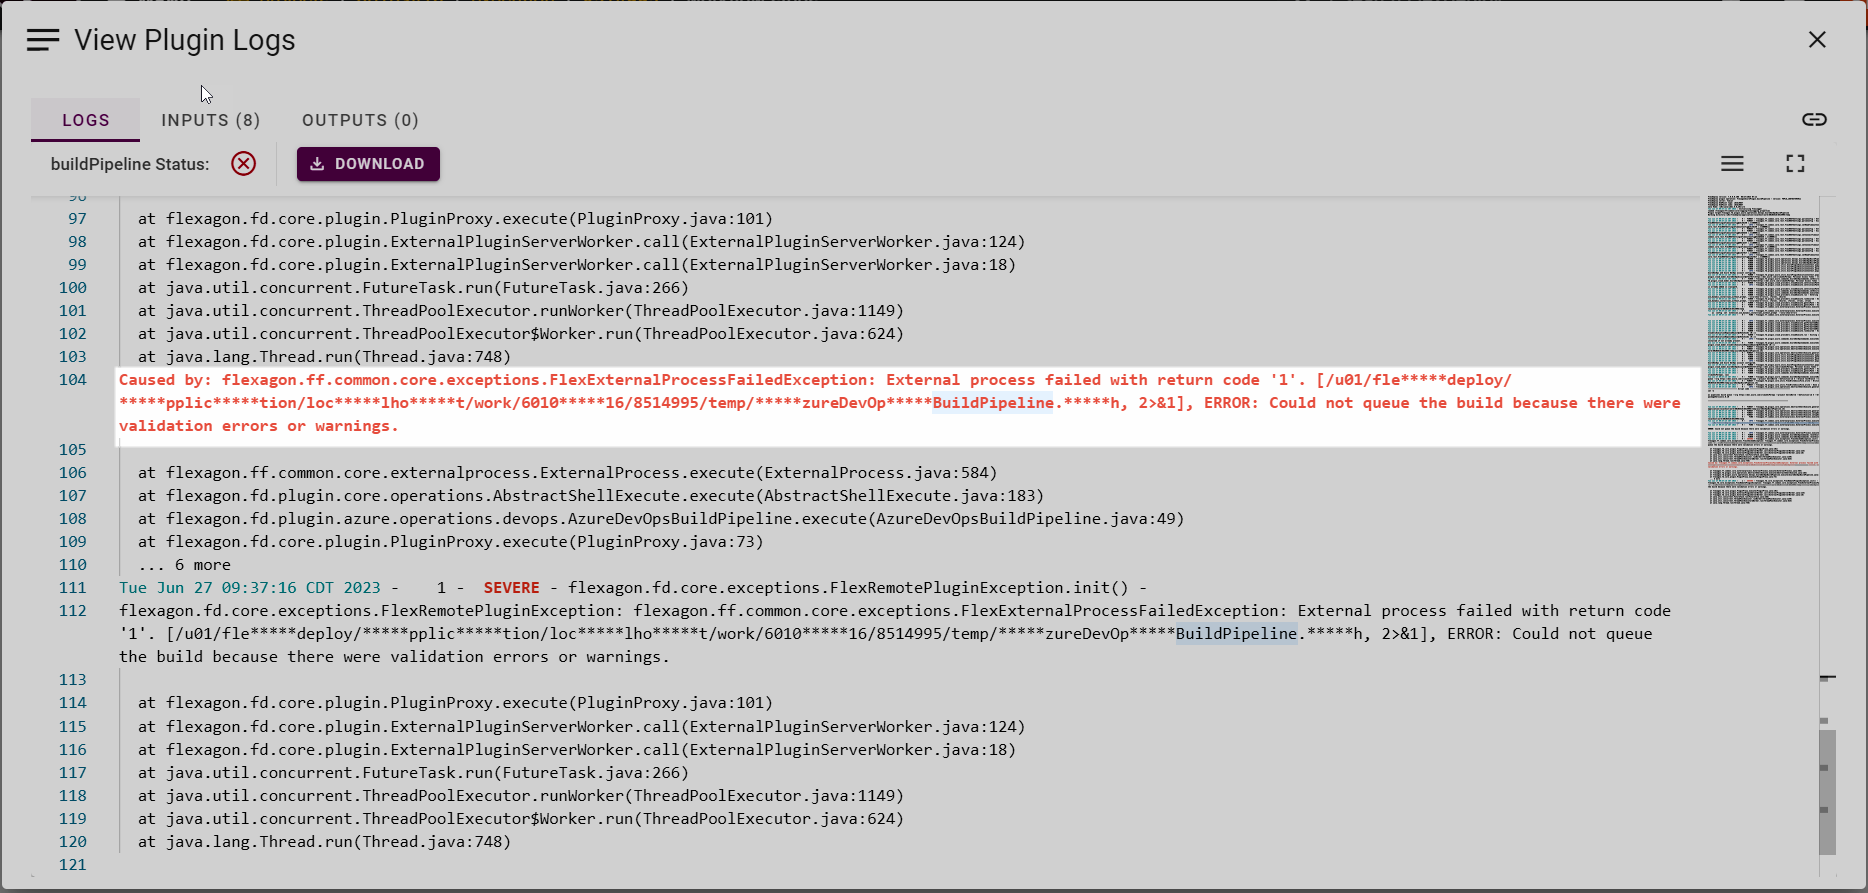 View Plugin Logs
LOGS
INPUTS (8)
OUTPUTS (0)
buildPipeline Status:
DOWNLOAD
97 at flexagon.fd.core.plugin.PluginProxy.execute(PluginProxy.java:101)
98 at flexagon.fd.core.plugin.ExternalPluginServerWorker.call(ExternalPluginServerWorker.java:124)
99 at flexagon.fd.core.plugin.ExternalPluginServerWorker.call(ExternalPluginServerWorker.java:18)
100 at java.util.concurrent.FutureTask.run(FutureTask.java:266)
101 at java.util.concurrent.ThreadPoolExecutor.runWorker(ThreadPoolExecutor.java:1149)
102 at java.util.concurrent.ThreadPoolExecutor$Worker.run(ThreadPoolExecutor.java:624)
103 at java.lang.Thread.run(Thread.java:748)
104 Caused by: flexagon.ff.common.core.exceptions.FlexExternalProcessFailedException: External process failed with return code '1'. [/u01/fle*****deploy/
*****pplic*****tion/loc*****lho*****t/work/6010*****16/8514995/temp/*****zureDevOp*****BuildPipeline.*****h, 2>&1], ERROR: Could not queue the build because there were
validation errors or warnings.
105
106 at flexagon.ff.common.core.externalprocess.ExternalProcess.execute(ExternalProcess.java:584)
107 at flexagon.fd.plugin.core.operations.AbstractShellExecute.execute(AbstractShellExecute.java:183)
108 at flexagon.fd.plugin.azure.operations.devops.AzureDevOpsBuildPipeline.execute(AzureDevOpsBuildPipeline.java:49)
109 at flexagon.fd.core.plugin.PluginProxy.execute(PluginProxy.java:73)
110 ... 6 more
111 Tue Jun 27 09:37:16 CDT 2023 - 1 - SEVERE - flexagon.fd.core.exceptions.FlexRemotePluginException.init() -
112 flexagon.fd.core.exceptions.FlexRemotePluginException: flexagon.ff.common.core.exceptions.FlexExternalProcessFailedException: External process failed with return code
'1'. [/u01/fle*****deploy/*****pplic*****tion/loc*****lho*****t/work/6010*****16/8514995/temp/*****zureDevOp*****BuildPipeline.*****h, 2>&1], ERROR: Could not queue
the build because there were validation errors or warnings.
113
114 at flexagon.fd.core.plugin.PluginProxy.execute(PluginProxy.java:101)
115 at flexagon.fd.core.plugin.ExternalPluginServerWorker.call(ExternalPluginServerWorker.java:124)
116 at flexagon.fd.core.plugin.ExternalPluginServerWorker.call(ExternalPluginServerWorker.java:18)
117 at java.util.concurrent.FutureTask.run(FutureTask.java:266)
118 at java.util.concurrent.ThreadPoolExecutor.runWorker(ThreadPoolExecutor.java:1149)
119 at java.util.concurrent.ThreadPoolExecutor$Worker.run(ThreadPoolExecutor.java:624)
120 at java.lang.Thread.run(Thread.java:748)
121